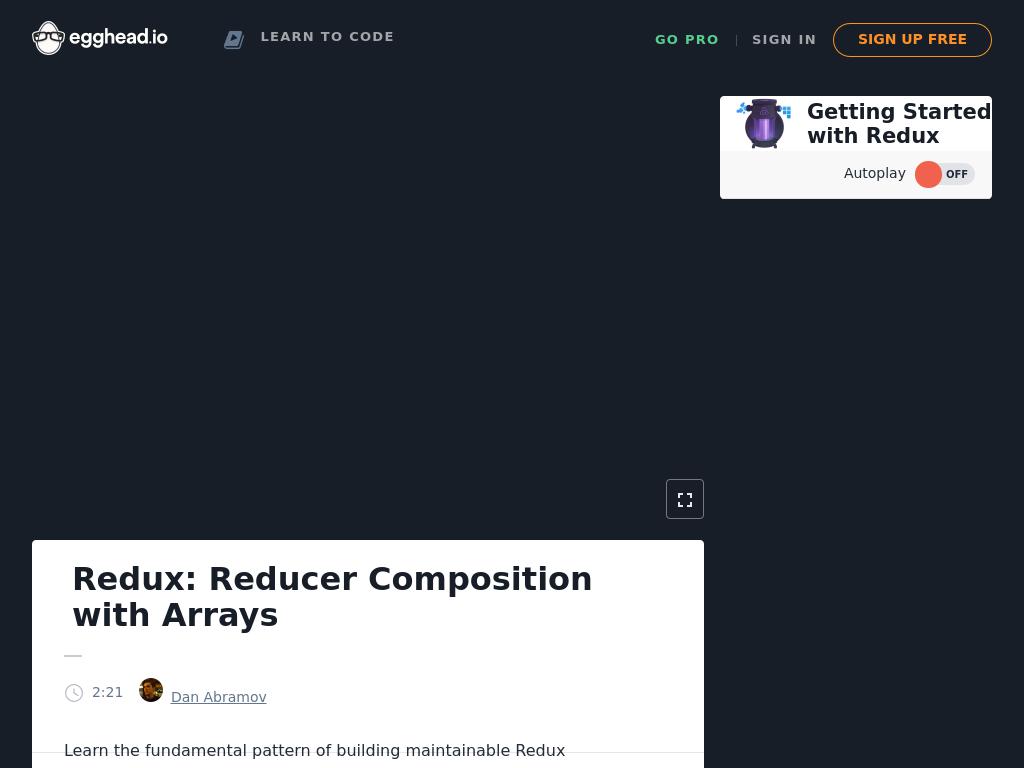 egghead.io
LEARN TO CODE
GO PRO
SIGN IN
SIGN UP FREE
Getting Started
with Redux
Autoplay
OFF
Redux: Reducer Composition
with Arrays
2:21
Dan Abramov
Learn the fundamental pattern of building maintainable Redux